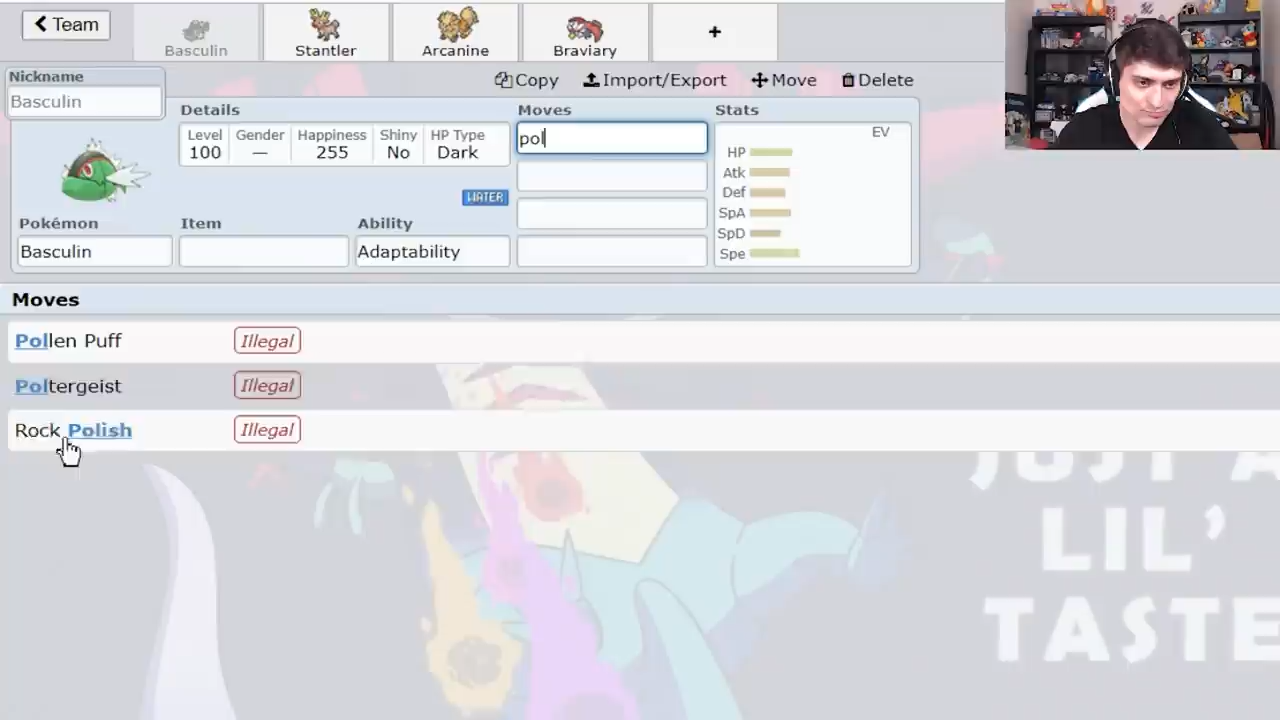 Team
Basculin
Stantler
Arcanine
Braviary
+
Nickname
Basculin
Copy
Import/Export
Move
Delete
Details
Moves
Stats
Level
Gender
Happiness
Shiny
HP Type
100
—
255
No
Dark
pol
EV
HP
Atk
Def
SpA
SpD
Spe
WATER
Pokémon
Item
Ability
Basculin
Adaptability
Moves
Pollen Puff Illegal
Poltergeist Illegal
Rock Polish Illegal
JUST A
LIL'
TASTE